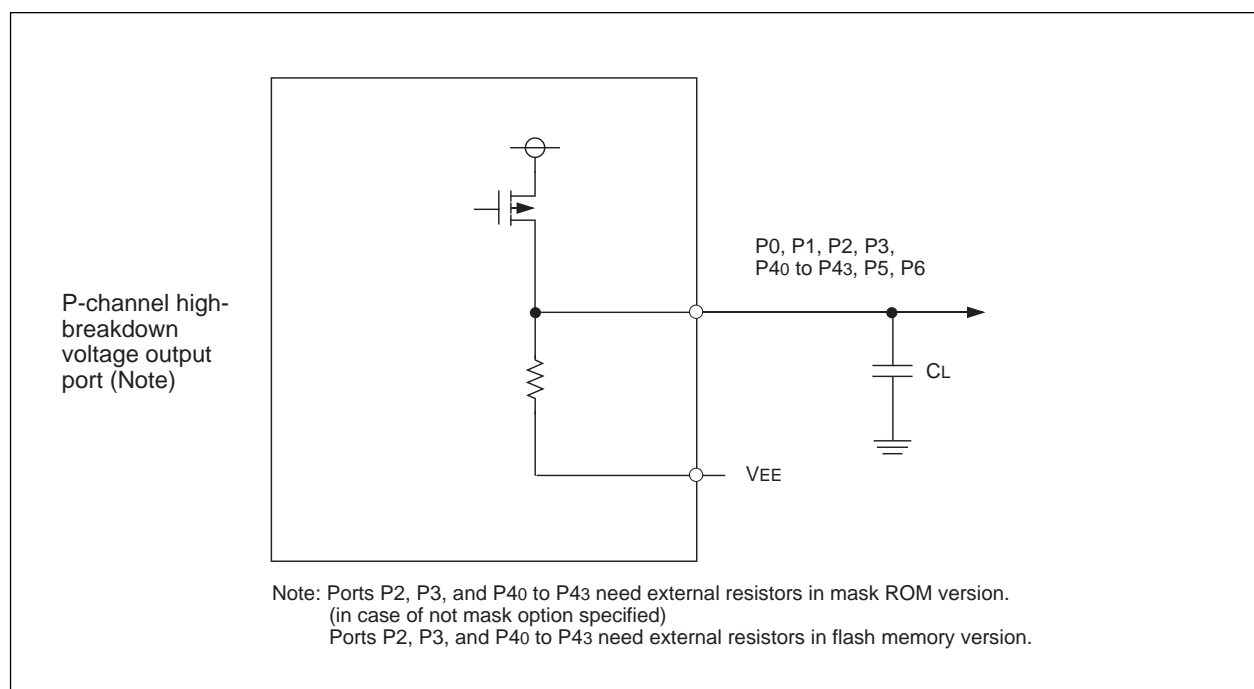 P0, P1, P2, P3,
P40 to P43, P5, P6
P-channel high-
breakdown
voltage output
port (Note)
CL
VEE
Note: Ports P2, P3, and P40 to P43 need external resistors in mask ROM version.
(in case of not mask option specified)
Ports P2, P3, and P40 to P43 need external resistors in flash memory version.